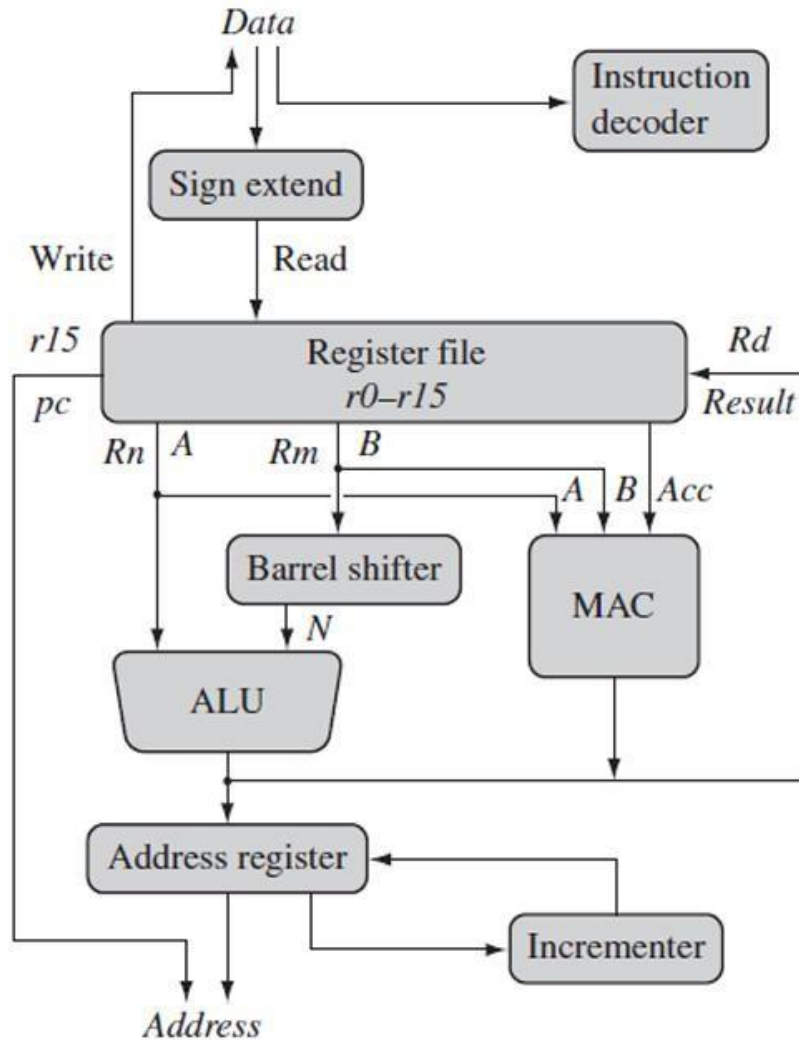 Data
Instruction
decoder
Sign extend
Write
Read
r15
pc
Register file
r0–r15
Rd
Result
Rn
A
Rm
B
A
B
Acc
Barrel shifter
MAC
N
ALU
Address register
Incrementer
Address